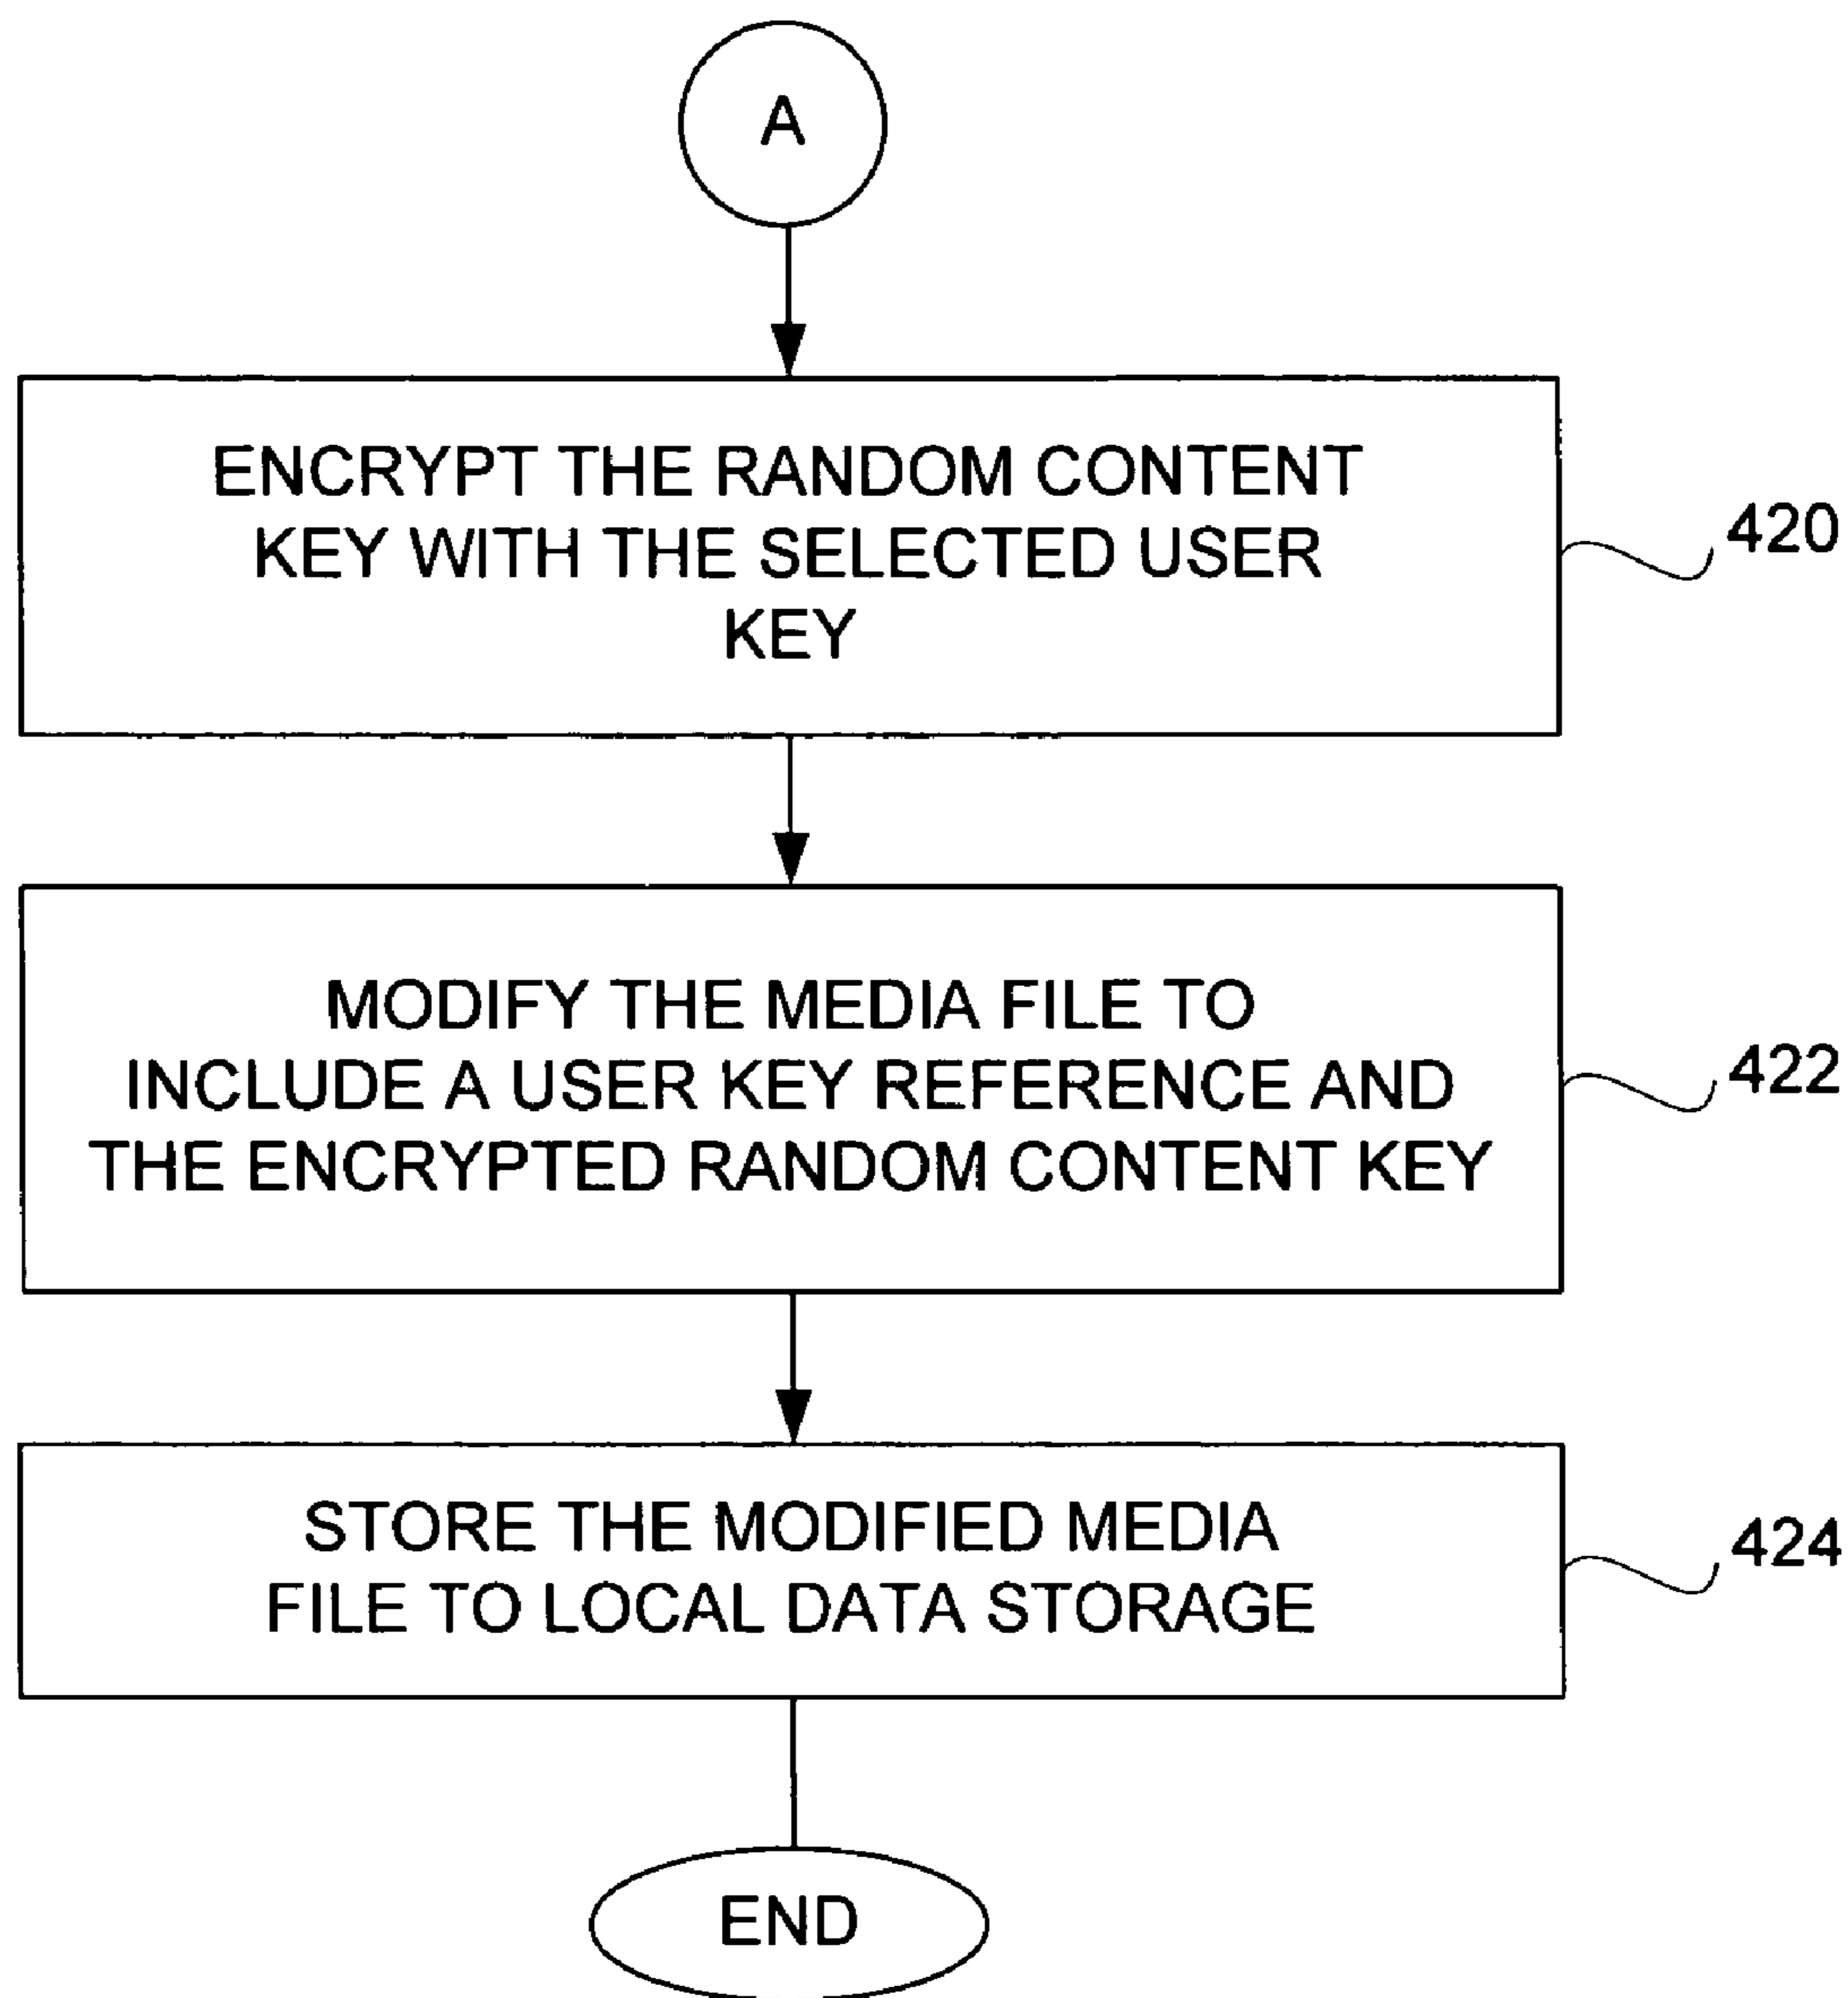 A
ENCRYPT THE RANDOM CONTENT
KEY WITH THE SELECTED USER
KEY
420
MODIFY THE MEDIA FILE TO
INCLUDE A USER KEY REFERENCE AND
THE ENCRYPTED RANDOM CONTENT KEY
422
STORE THE MODIFIED MEDIA
FILE TO LOCAL DATA STORAGE
424
END